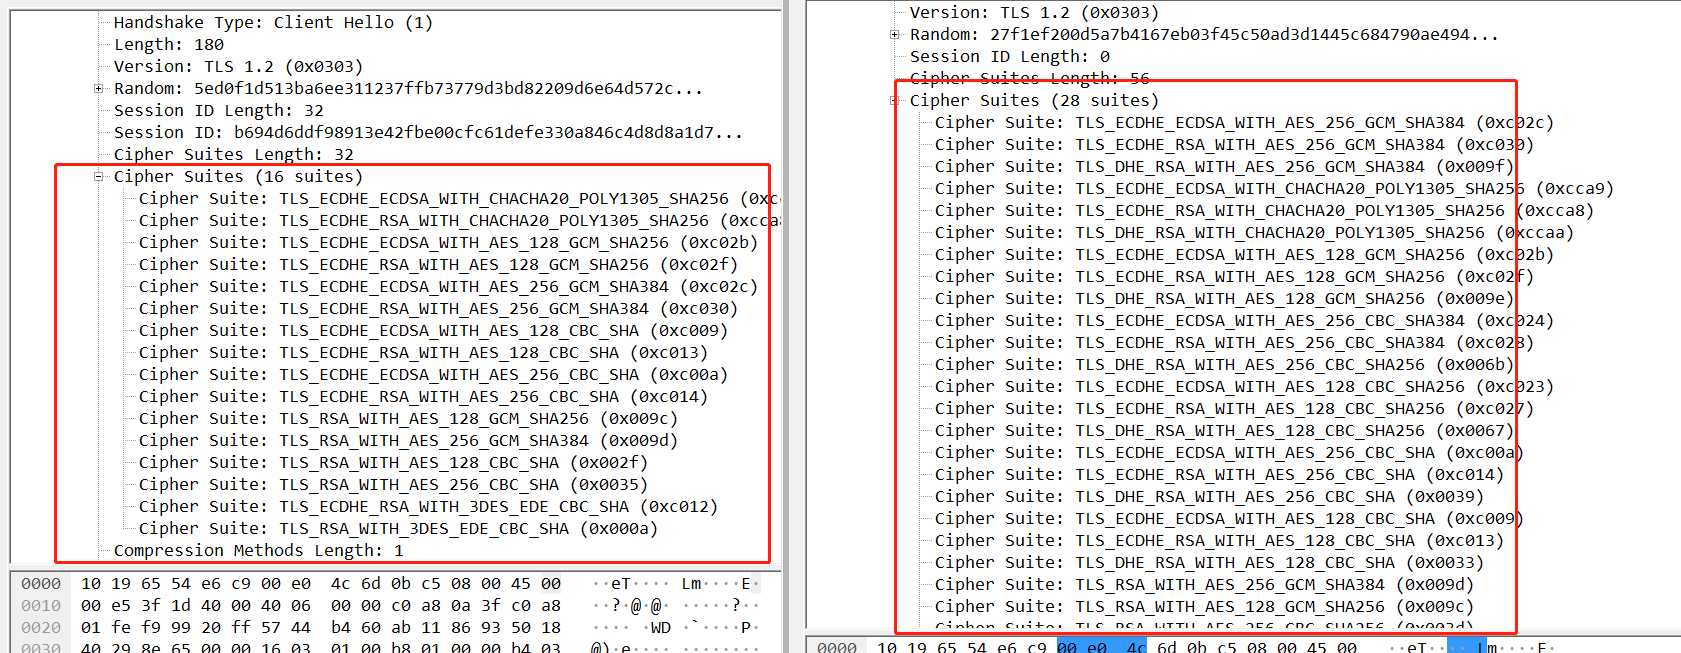 Handshake Type: Client Hello (1)
Length: 180
Version: TLS 1.2 (0x0303)
Random: 5ed0f1d513ba6ee311237ffb73779d3bd82209d6e64d572c...
Session ID Length: 32
Session ID: b694d6ddf98913e42fbe00cfc61defe330a846c4d8d8a1d7...
Cipher Suites Length: 32
Cipher Suites (16 suites)
Cipher Suite: TLS_ECDHE_ECDSA_WITH_CHACHA20_POLY1305_SHA256 (0xcc
Cipher Suite: TLS_ECDHE_RSA_WITH_CHACHA20_POLY1305_SHA256 (0xcca8
Cipher Suite: TLS_ECDHE_ECDSA_WITH_AES_128_GCM_SHA256 (0xc02b)
Cipher Suite: TLS_ECDHE_RSA_WITH_AES_128_GCM_SHA256 (0xc02f)
Cipher Suite: TLS_ECDHE_ECDSA_WITH_AES_256_GCM_SHA384 (0xc02c)
Cipher Suite: TLS_ECDHE_RSA_WITH_AES_256_GCM_SHA384 (0xc030)
Cipher Suite: TLS_ECDHE_ECDSA_WITH_AES_128_CBC_SHA (0xc009)
Cipher Suite: TLS_ECDHE_RSA_WITH_AES_128_CBC_SHA (0xc013)
Cipher Suite: TLS_ECDHE_ECDSA_WITH_AES_256_CBC_SHA (0xc00a)
Cipher Suite: TLS_ECDHE_RSA_WITH_AES_256_CBC_SHA (0xc014)
Cipher Suite: TLS_RSA_WITH_AES_128_GCM_SHA256 (0x009c)
Cipher Suite: TLS_RSA_WITH_AES_256_GCM_SHA384 (0x009d)
Cipher Suite: TLS_RSA_WITH_AES_128_CBC_SHA (0x002f)
Cipher Suite: TLS_RSA_WITH_AES_256_CBC_SHA (0x0035)
Cipher Suite: TLS_ECDHE_RSA_WITH_3DES_EDE_CBC_SHA (0xc012)
Cipher Suite: TLS_RSA_WITH_3DES_EDE_CBC_SHA (0x000a)
Compression Methods Length: 1
0000 10 19 65 54 e6 c9 00 e0 4c 6d 0b c5 08 00 45 00 ··eT···· Lm····E·
0010 00 e5 3f 1d 40 00 40 06 00 00 c0 a8 0a 3f c0 a8 ··?·@·@· ·····?··
0020 01 fe f9 99 20 ff 57 44 b4 60 ab 11 86 93 50 18 ···· ·WD ·`····P·
0030 40 29 8e 65 00 00 16 03 01 00 b8 01 00 00 b4 03 @)·e···· ········
Version: TLS 1.2 (0x0303)
Random: 27f1ef200d5a7b4167eb03f45c50ad3d1445c684790ae494...
Session ID Length: 0
Cipher Suites Length: 56
Cipher Suites (28 suites)
Cipher Suite: TLS_ECDHE_ECDSA_WITH_AES_256_GCM_SHA384 (0xc02c)
Cipher Suite: TLS_ECDHE_RSA_WITH_AES_256_GCM_SHA384 (0xc030)
Cipher Suite: TLS_DHE_RSA_WITH_AES_256_GCM_SHA384 (0x009f)
Cipher Suite: TLS_ECDHE_ECDSA_WITH_CHACHA20_POLY1305_SHA256 (0xcca9)
Cipher Suite: TLS_ECDHE_RSA_WITH_CHACHA20_POLY1305_SHA256 (0xcca8)
Cipher Suite: TLS_DHE_RSA_WITH_CHACHA20_POLY1305_SHA256 (0xccaa)
Cipher Suite: TLS_ECDHE_ECDSA_WITH_AES_128_GCM_SHA256 (0xc02b)
Cipher Suite: TLS_ECDHE_RSA_WITH_AES_128_GCM_SHA256 (0xc02f)
Cipher Suite: TLS_DHE_RSA_WITH_AES_128_GCM_SHA256 (0x009e)
Cipher Suite: TLS_ECDHE_ECDSA_WITH_AES_256_CBC_SHA384 (0xc024)
Cipher Suite: TLS_ECDHE_RSA_WITH_AES_256_CBC_SHA384 (0xc028)
Cipher Suite: TLS_DHE_RSA_WITH_AES_256_CBC_SHA256 (0x006b)
Cipher Suite: TLS_ECDHE_ECDSA_WITH_AES_128_CBC_SHA256 (0xc023)
Cipher Suite: TLS_ECDHE_RSA_WITH_AES_128_CBC_SHA256 (0xc027)
Cipher Suite: TLS_DHE_RSA_WITH_AES_128_CBC_SHA256 (0x0067)
Cipher Suite: TLS_ECDHE_ECDSA_WITH_AES_256_CBC_SHA (0xc00a)
Cipher Suite: TLS_ECDHE_RSA_WITH_AES_256_CBC_SHA (0xc014)
Cipher Suite: TLS_DHE_RSA_WITH_AES_256_CBC_SHA (0x0039)
Cipher Suite: TLS_ECDHE_ECDSA_WITH_AES_128_CBC_SHA (0xc009)
Cipher Suite: TLS_ECDHE_RSA_WITH_AES_128_CBC_SHA (0xc013)
Cipher Suite: TLS_DHE_RSA_WITH_AES_128_CBC_SHA (0x0033)
Cipher Suite: TLS_RSA_WITH_AES_256_GCM_SHA384 (0x009d)
Cipher Suite: TLS_RSA_WITH_AES_128_GCM_SHA256 (0x009c)
Cipher Suite: TLS_RSA_WITH_AES_256_CBC_SHA256 (0x003d)
0000 10 19 65 54 e6 c9 00 e0 4c 6d 0b c5 08 00 45 00 ··eT···· Lm····E·